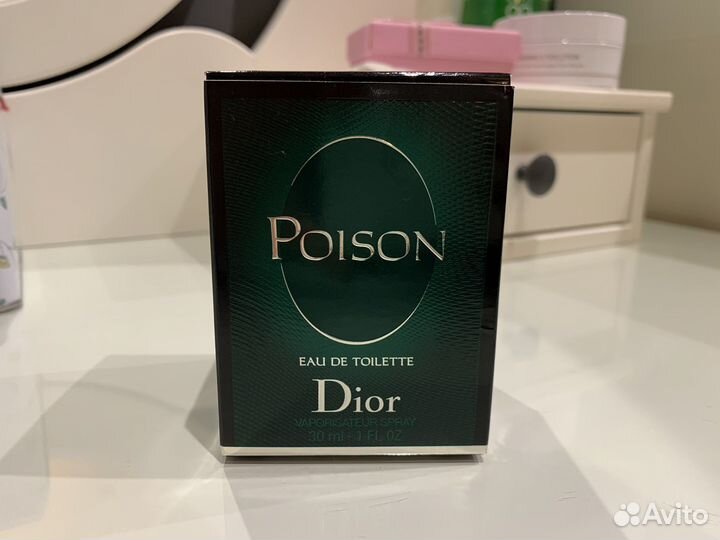 POISON
EAU DE TOILETTE
Dior
VAPORISATEUR SPRAY
30 ml - 1 FL. OZ
Avito